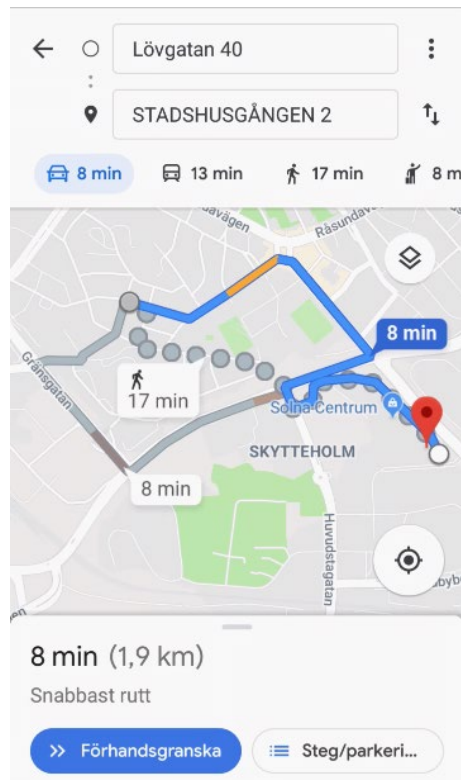 Lövgatan 40
STADSHUSGÅNGEN 2
8 min
13 min
17 min
8 m
Råsundavägen
8 min
Gränsgatan
17 min
Solna Centrum
SKYTTEHOLM
8 min
Huvudstagatan
8 min (1,9 km)
Snabbast rutt
Förhandsgranska
Steg/parkeri...